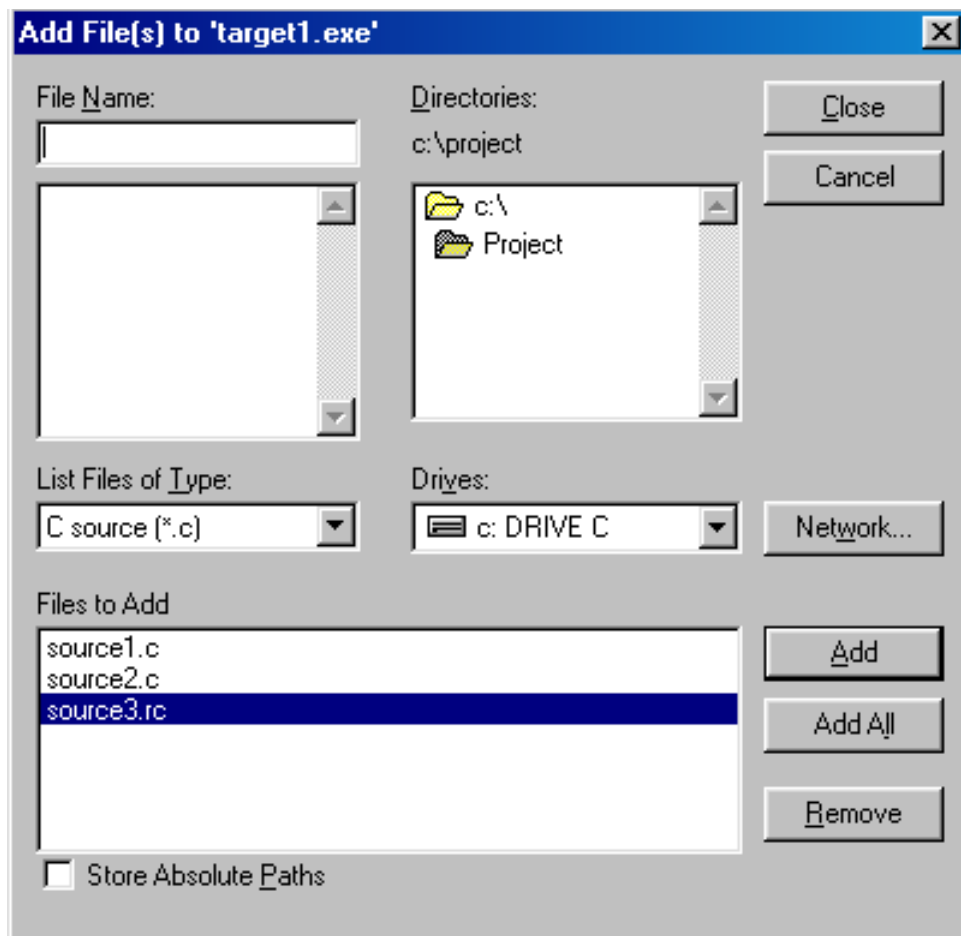 Add File(s) to 'target1.exe'
File Name:
Directories:
Close
c:\project
Cancel
c:\
Project
List Files of Type:
Drives:
C source (*.c)
c: DRIVE C
Network...
Files to Add
source1.c
source2.c
source3.rc
Add
Add All
Remove
Store Absolute Paths